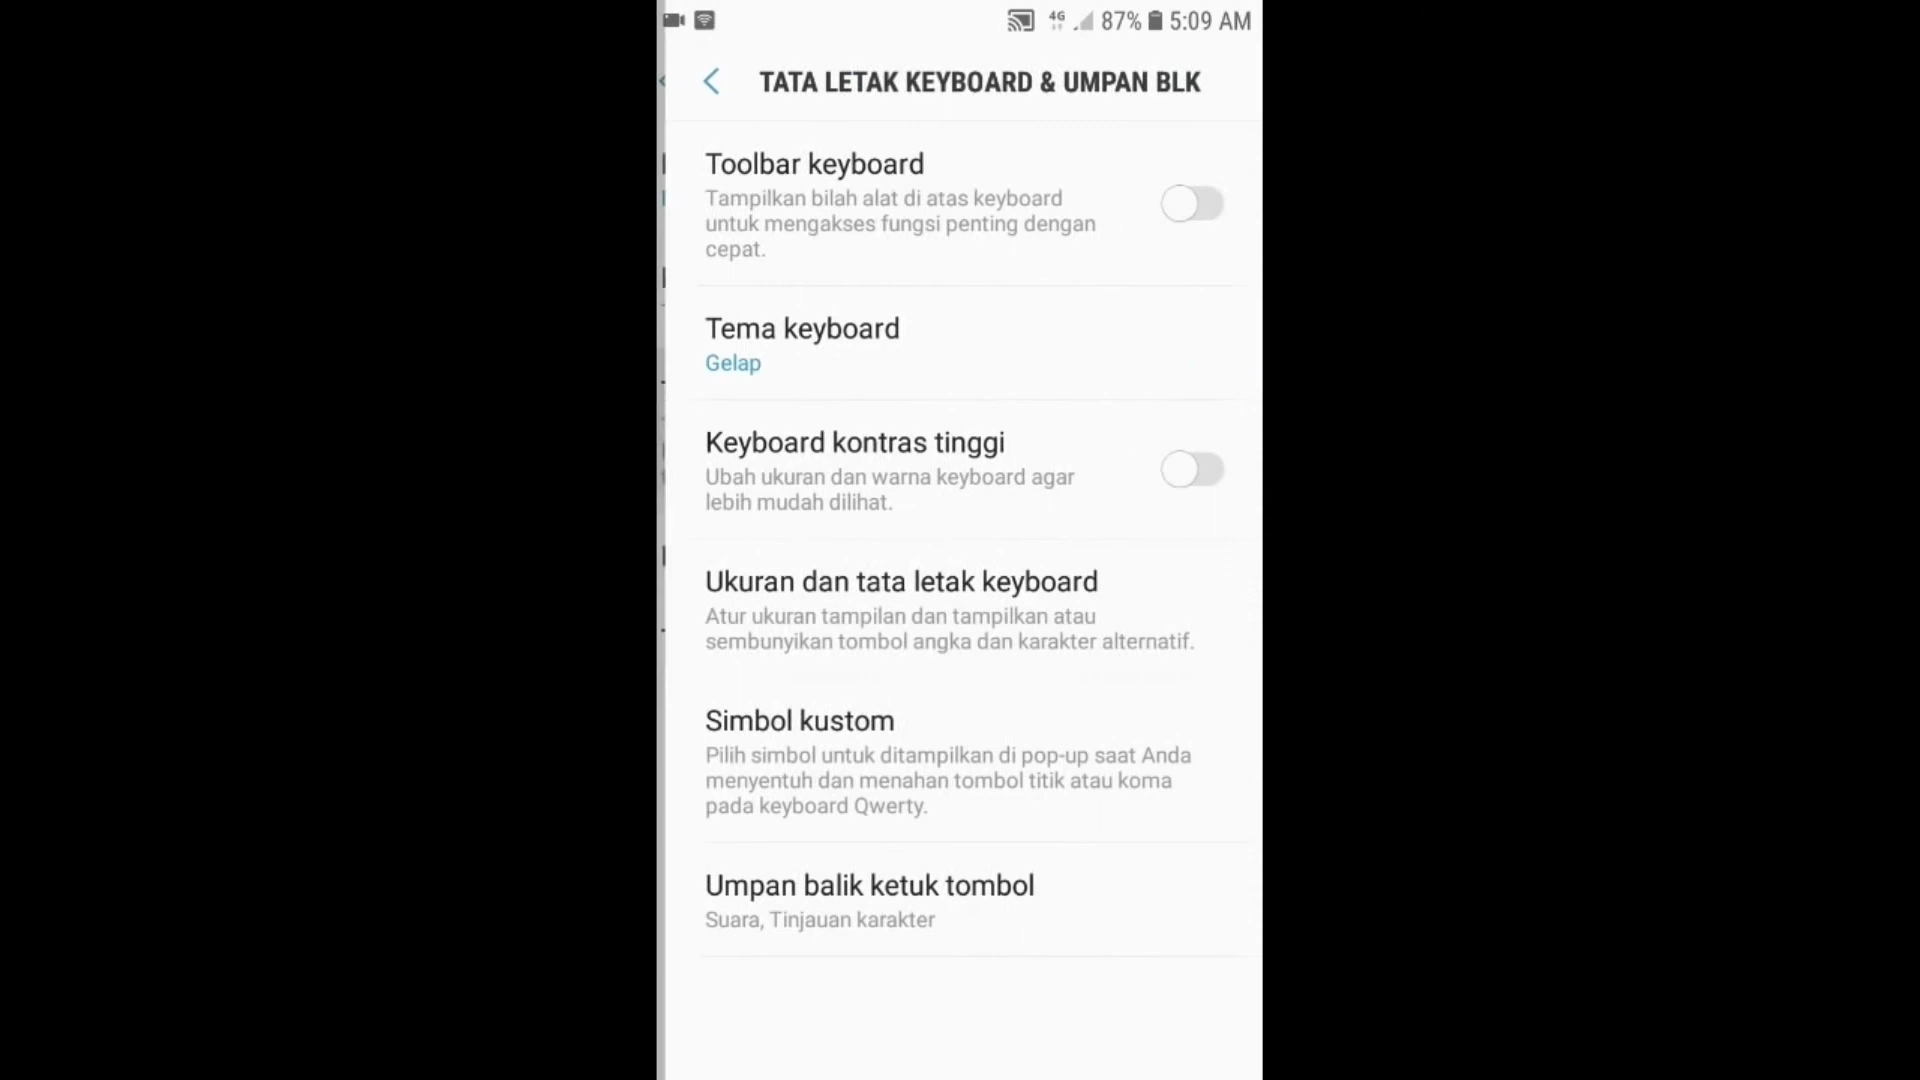 4G 87% 5:09 AM
TATA LETAK KEYBOARD & UMPAN BLK
Toolbar keyboard
Tampilkan bilah alat di atas keyboard
untuk mengakses fungsi penting dengan
cepat.
Tema keyboard
Gelap
Keyboard kontras tinggi
Ubah ukuran dan warna keyboard agar
lebih mudah dilihat.
Ukuran dan tata letak keyboard
Atur ukuran tampilan dan tampilkan atau
sembunyikan tombol angka dan karakter alternatif.
Simbol kustom
Pilih simbol untuk ditampilkan di pop-up saat Anda
menyentuh dan menahan tombol titik atau koma
pada keyboard Qwerty.
Umpan balik ketuk tombol
Suara, Tinjauan karakter